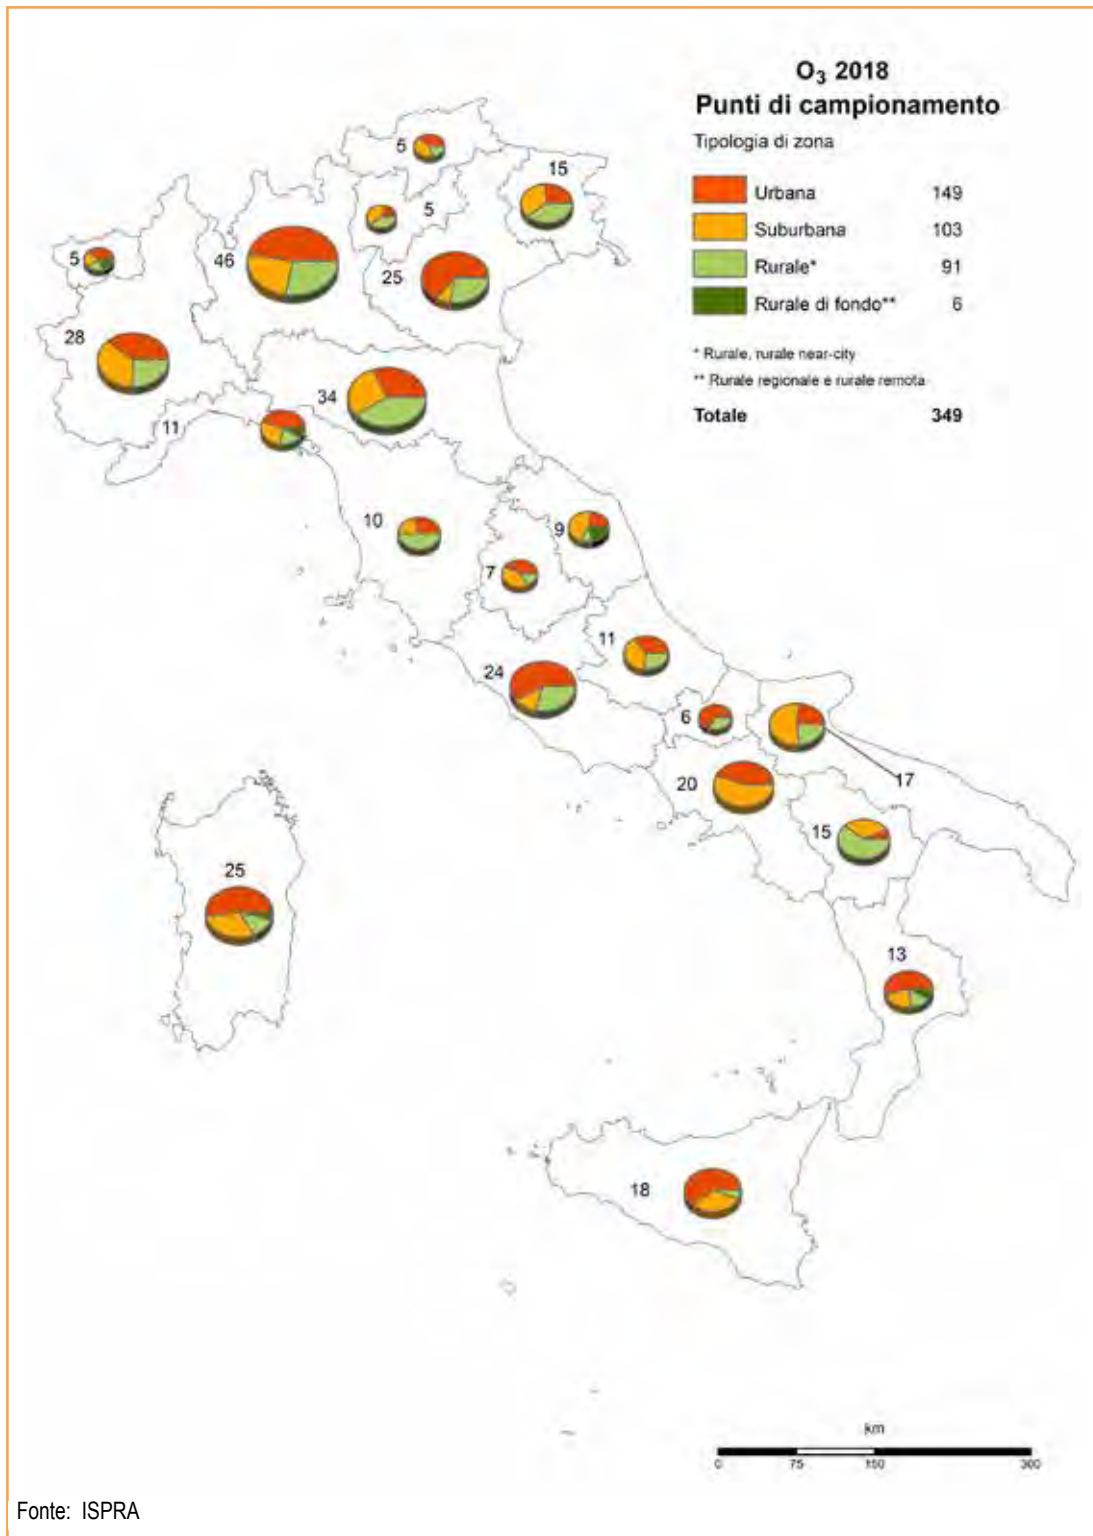 O3 2018
Punti di campionamento
Tipologia di zona
Urbana 149
Suburbana 103
Rurale* 91
Rurale di fondo** 6
* Rurale, rurale near-city
** Rurale regionale e rurale remota
Totale 349
5
15
5
5
46
25
28
34
11
10
9
7
11
24
6
17
20
15
25
13
18
km
0 75 150 300
Fonte: ISPRA